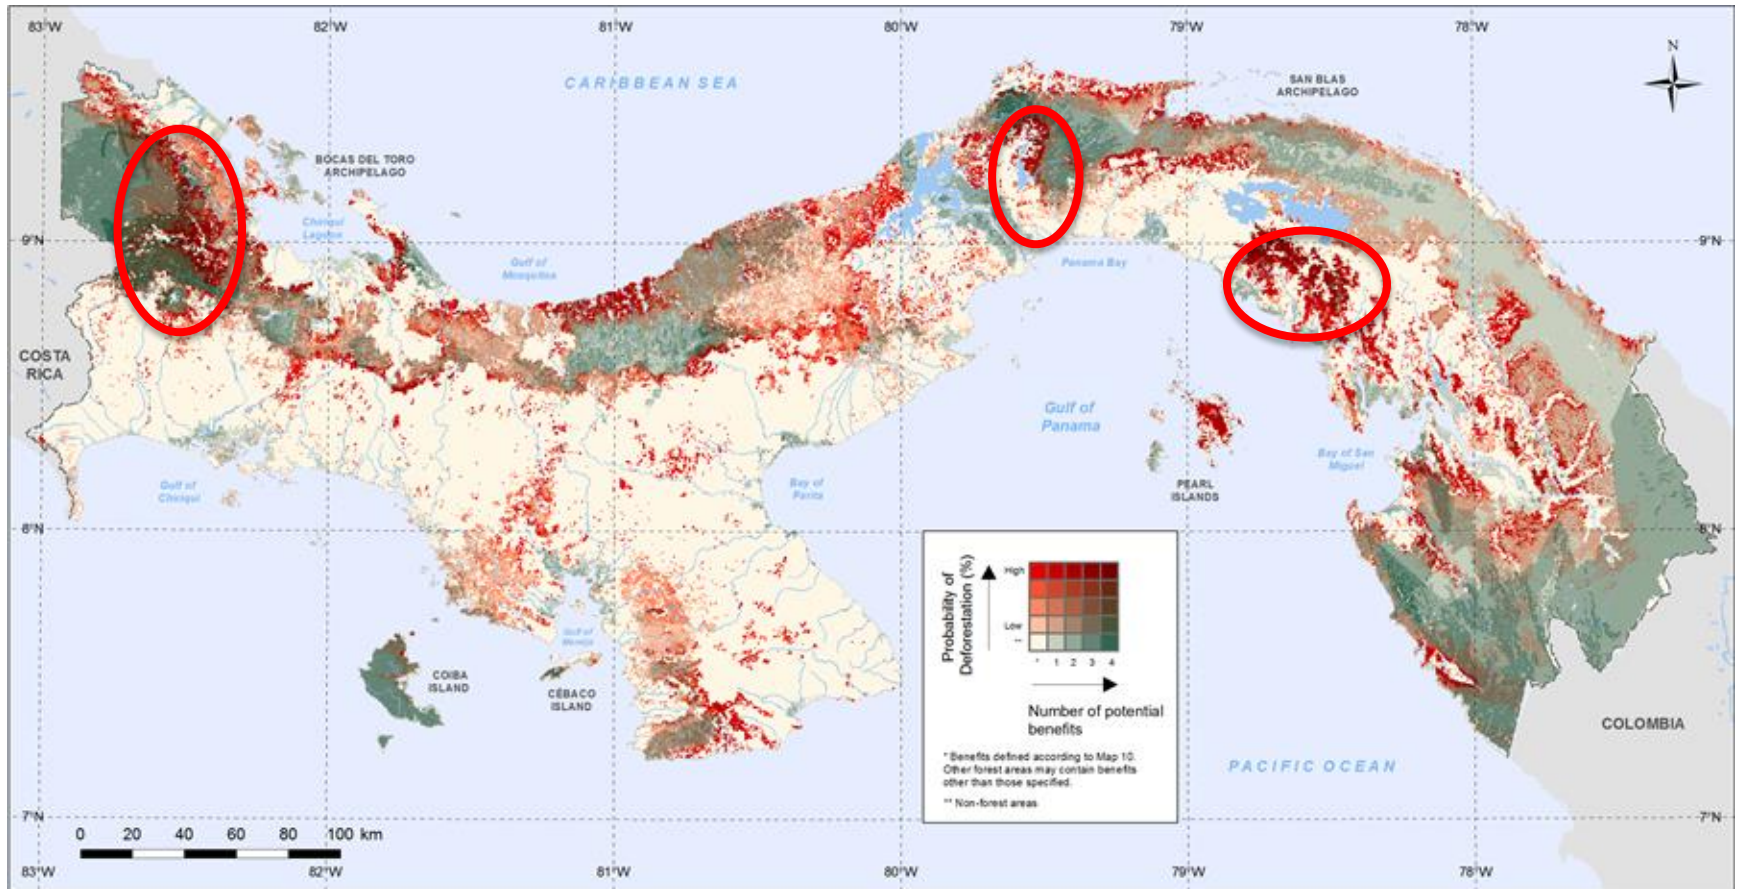 83°W 82°W 81°W 80°W 79°W 78°W
N
CARIBBEAN SEA
SAN BLAS
ARCHIPELAGO
BOCAS DEL TORO
ARCHIPELAGO
Chiriqui
Lagoon
9°N 9°N
Gulf of
Mosquitos
Panama Bay
COSTA
RICA
Gulf of
Panama
Bay of San
Miguel
Gulf of
Chiriqui
Bay of
Parita
PEARL
ISLANDS
8°N 8°N
Probability of
Deforestation (%)
High
Low
**
* 1 2 3 4
Number of potential
benefits
* Benefits defined according to Map 10.
Other forest areas may contain benefits
other than those specified.
** Non-forest areas
Gulf of
COIBA
ISLAND
CÉBACO
ISLAND
COLOMBIA
PACIFIC OCEAN
7°N 7°N
0 20 40 60 80 100 km
83°W 82°W 81°W 80°W 79°W 78°W